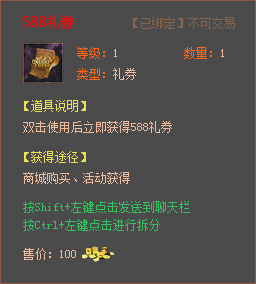 588礼券 【已绑定】不可交易
等级：1 数量：1
类型：礼券
【道具说明】
双击使用后立即获得588礼券
【获得途径】
商城购买、活动获得
按Shift+左键点击发送到聊天栏
按Ctrl+左键点击进行拆分
售价：100